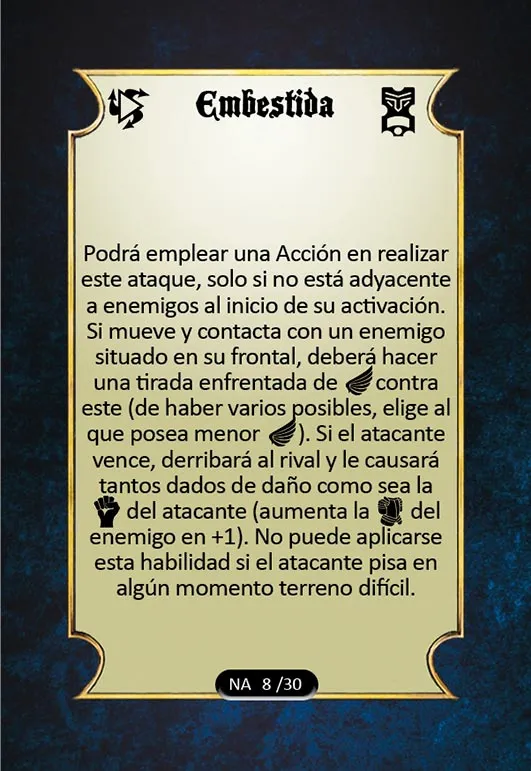 Embestida
Podrá emplear una Acción en realizar
este ataque, solo si no está adyacente
a enemigos al inicio de su activación.
Si mueve y contacta con un enemigo
situado en su frontal, deberá hacer
una tirada enfrentada de contra
este (de haber varios posibles, elige al
que posea menor ). Si el atacante
vence, derribará al rival y le causará
tantos dados de daño como sea la
del atacante (aumenta la del
enemigo en +1). No puede aplicarse
esta habilidad si el atacante pisa en
algún momento terreno difícil.
NA 8 /30